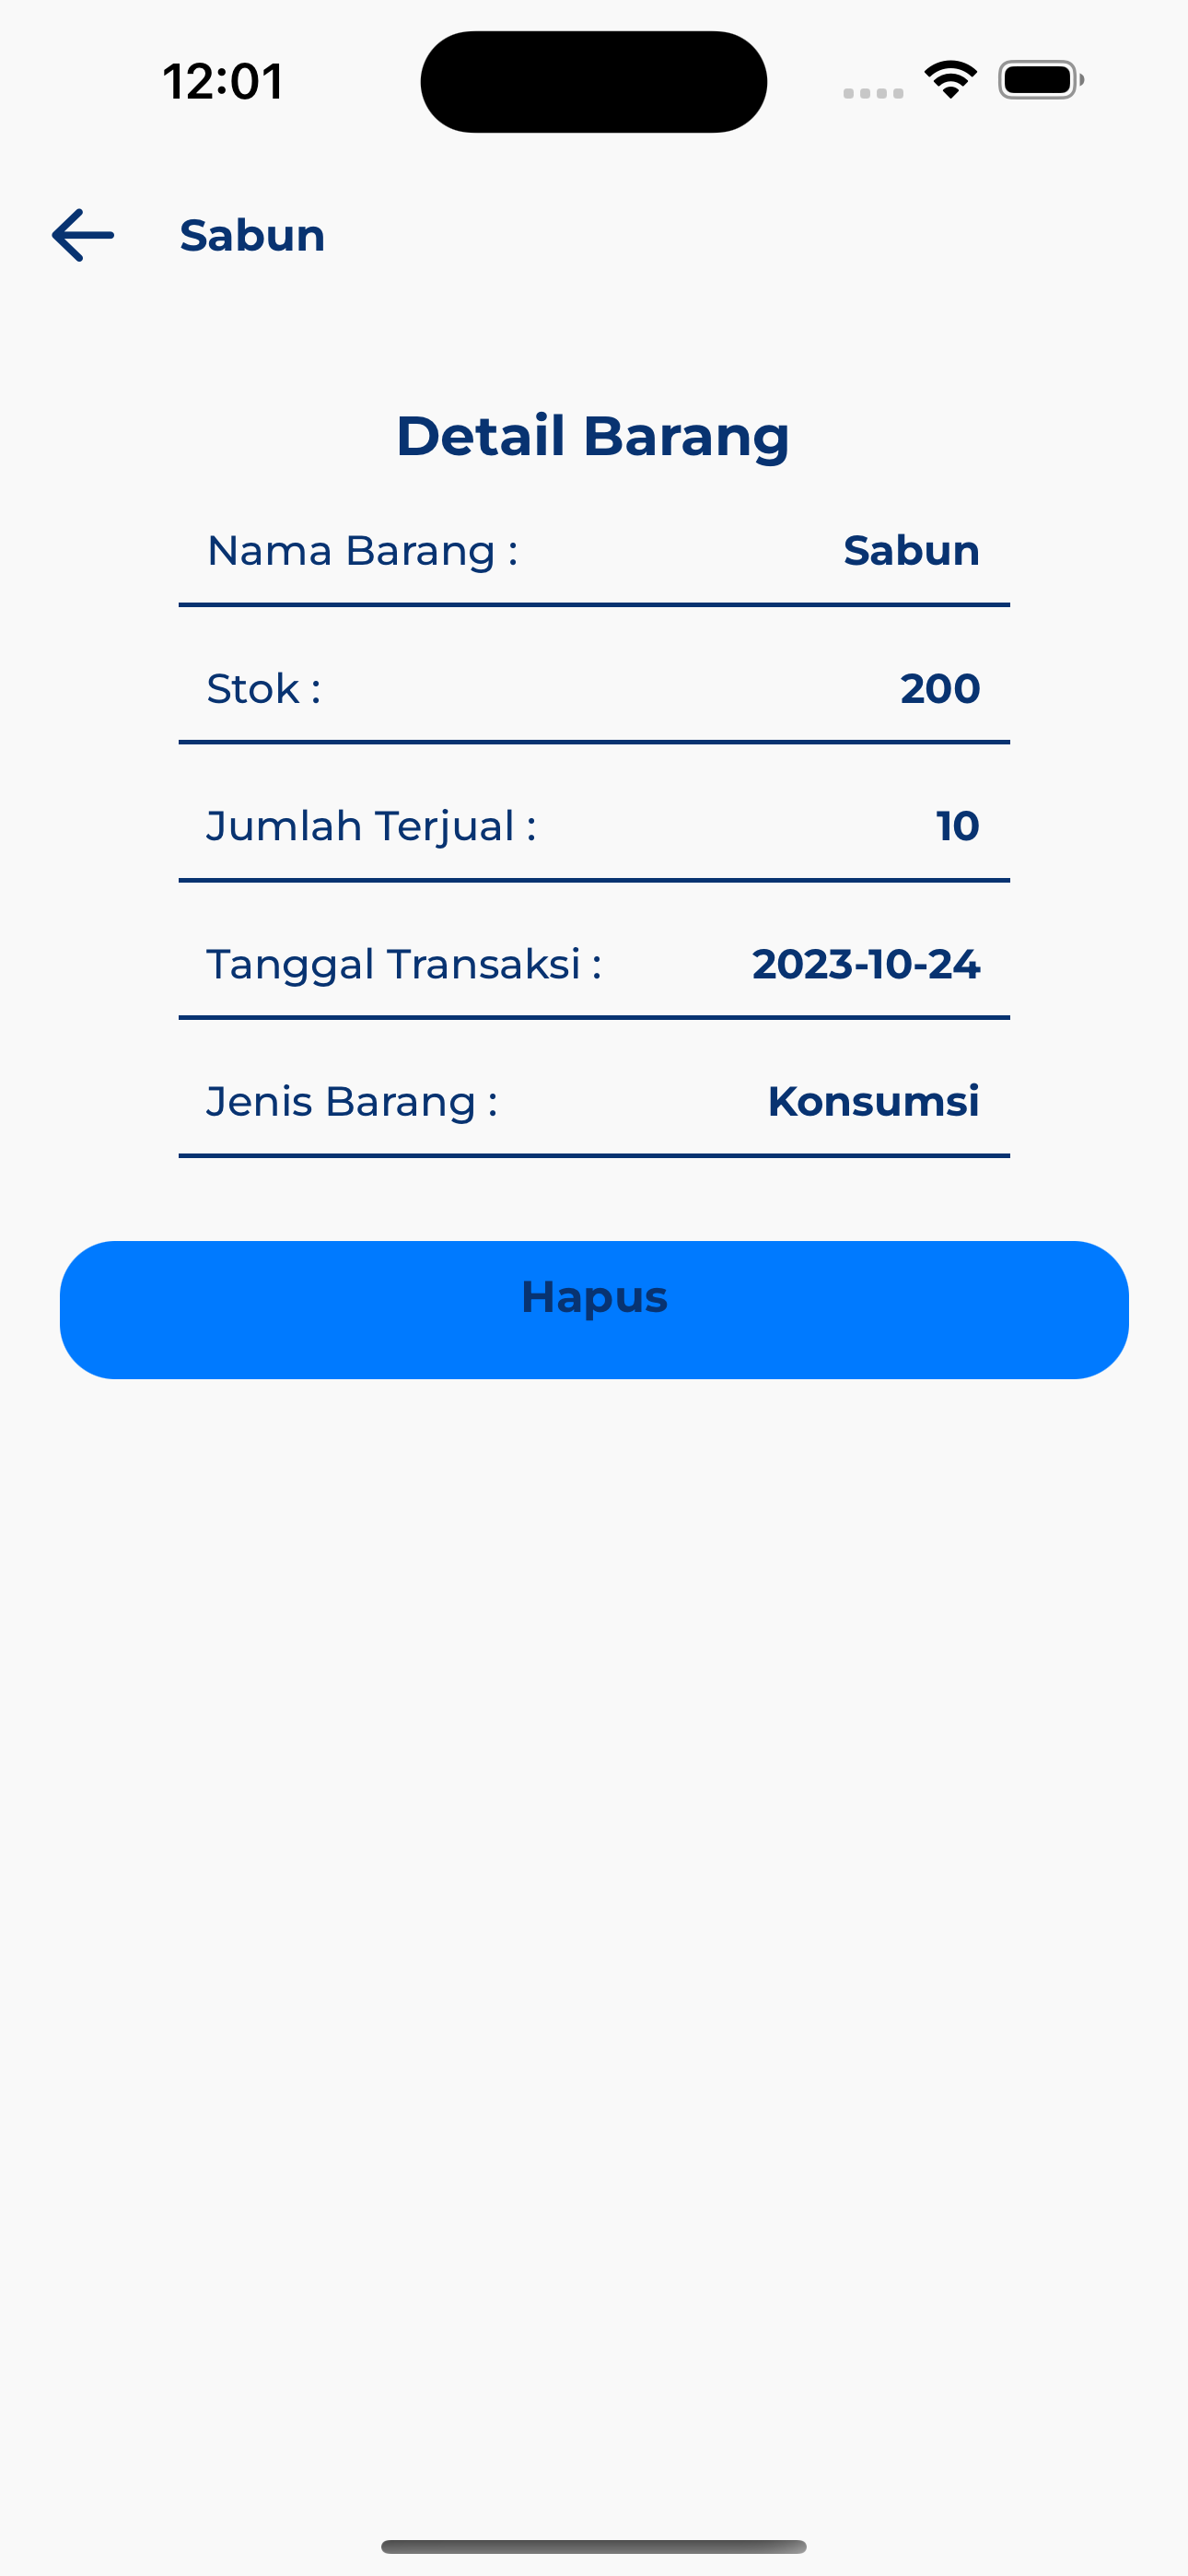 12:01
Sabun
Detail Barang
Nama Barang : Sabun
Stok : 200
Jumlah Terjual : 10
Tanggal Transaksi : 2023-10-24
Jenis Barang : Konsumsi
Hapus